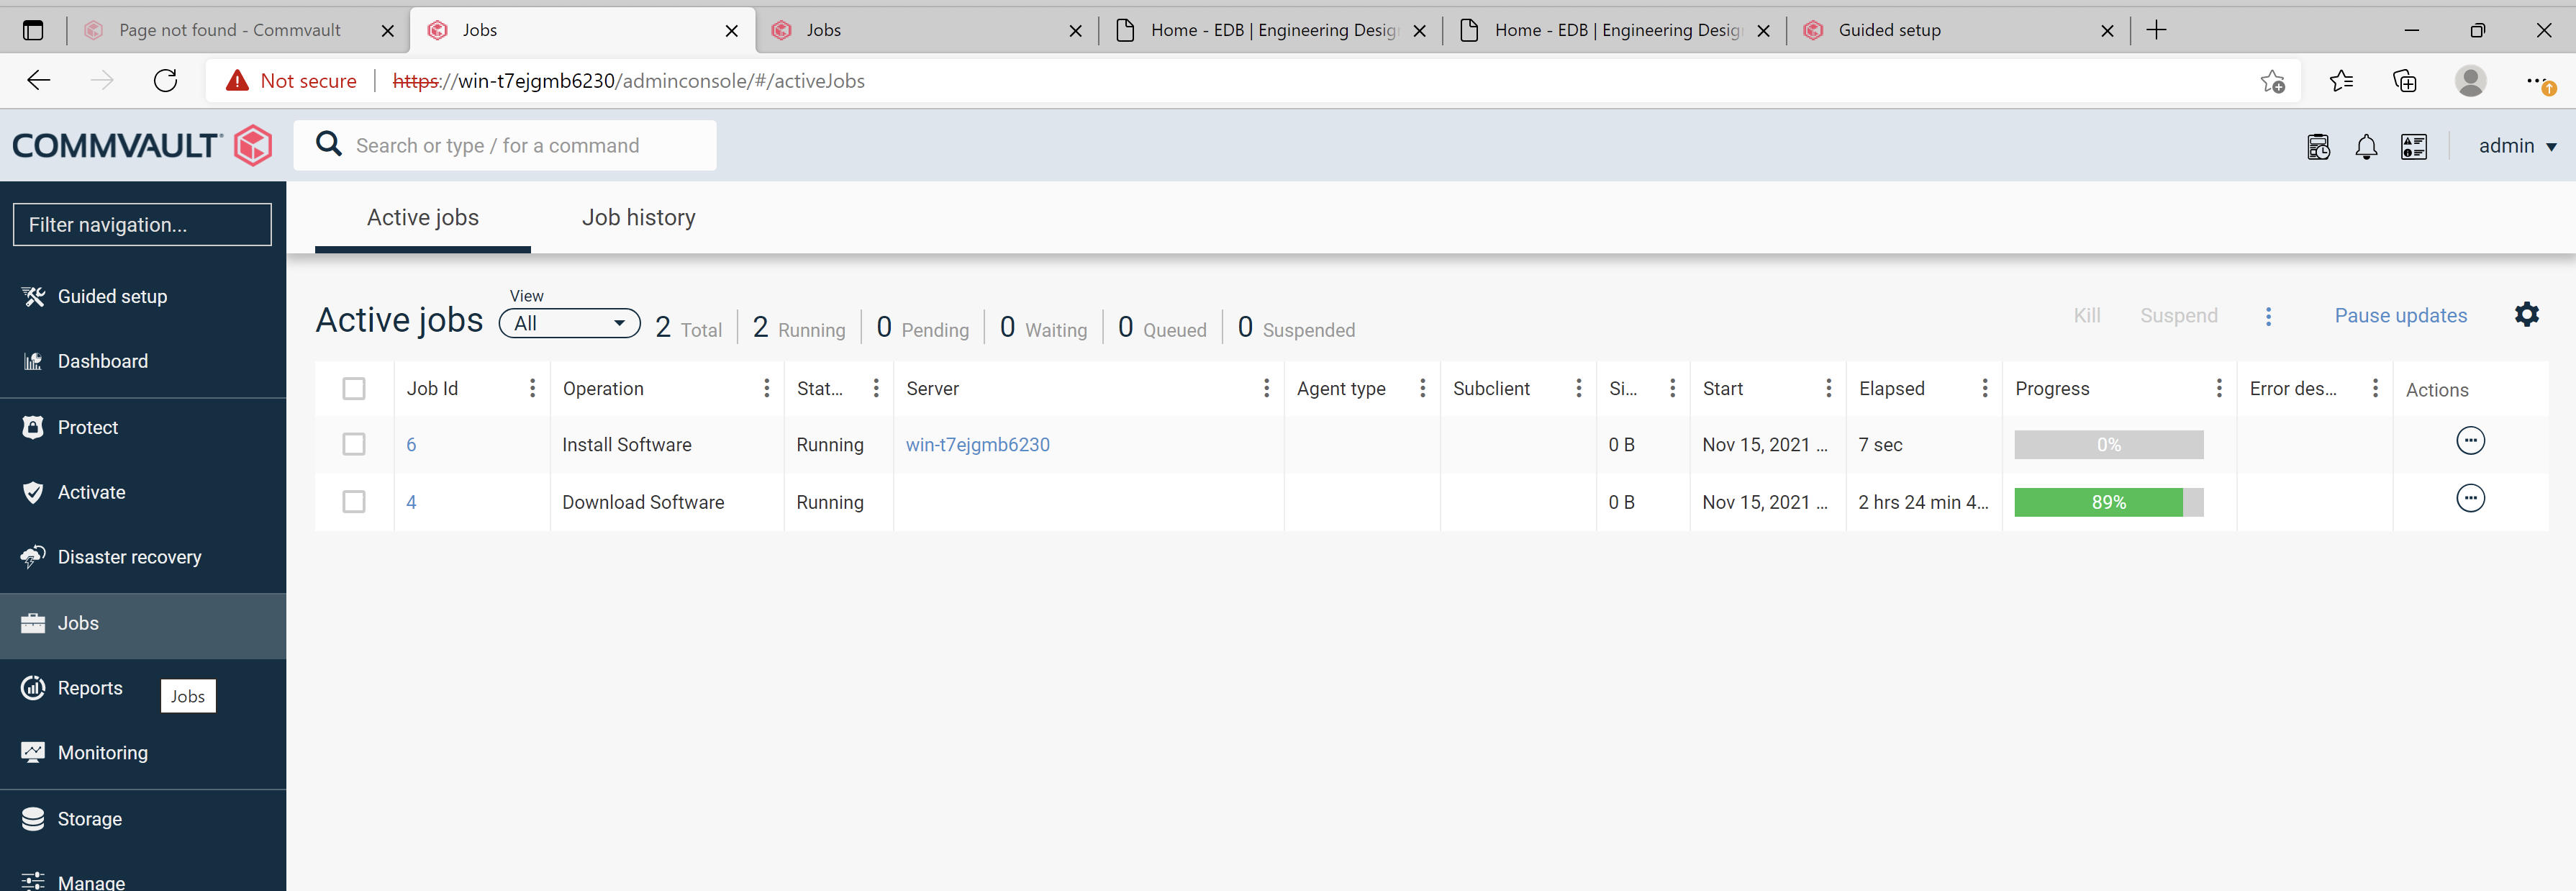 Page not found - Commvault
Jobs
Jobs
Home - EDB | Engineering Desig
Home - EDB | Engineering Desig
Guided setup
Not secure
https://win-t7ejgmb6230/adminconsole/#/activeJobs
COMMVAULT
Search or type / for a command
admin
Filter navigation...
Guided setup
Dashboard
Protect
Activate
Disaster recovery
Jobs
Reports
Jobs
Monitoring
Storage
Manage
Active jobs
Job history
Active jobs
View
All
2 Total
2 Running
0 Pending
0 Waiting
0 Queued
0 Suspended
Kill
Suspend
Pause updates
Job Id Operation Stat... Server Agent type Subclient Si... Start Elapsed Progress Error des... Actions
6 Install Software Running win-t7ejgmb6230 0 B Nov 15, 2021 ... 7 sec 0%
4 Download Software Running 0 B Nov 15, 2021 ... 2 hrs 24 min 4... 89%